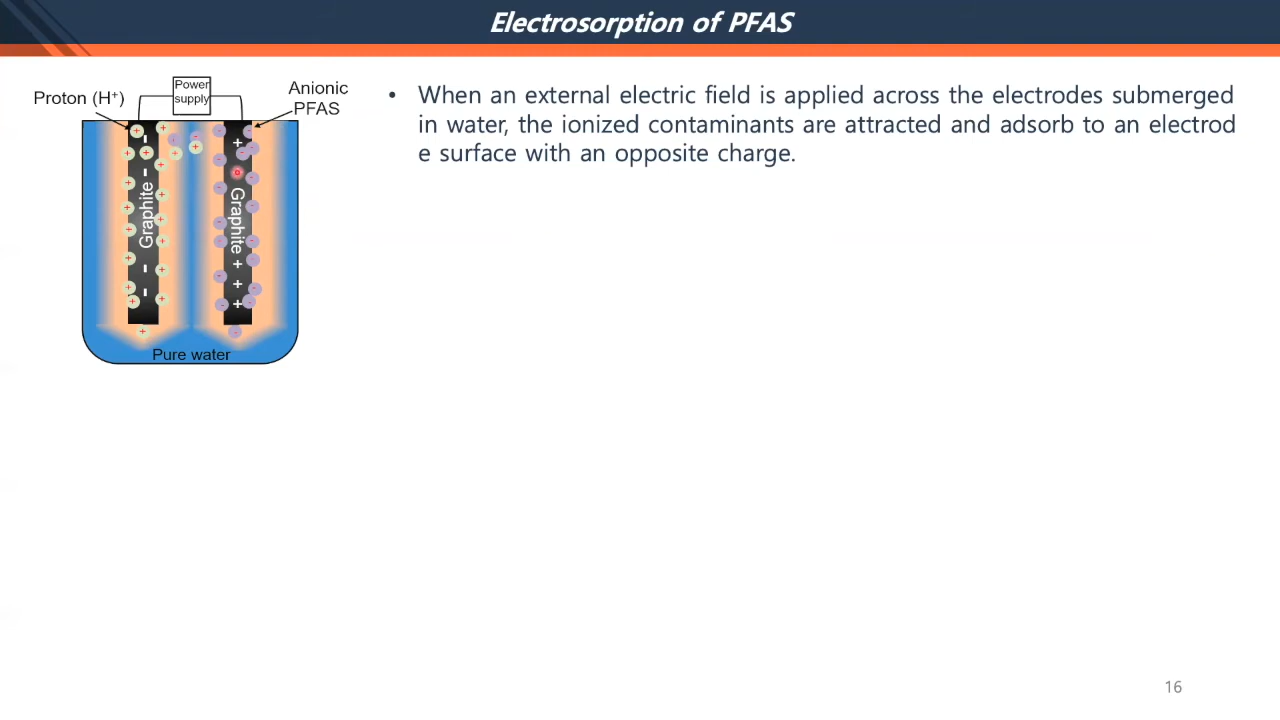 Electrosorption of PFAS
Proton (H⁺)
Power
supply
Anionic
PFAS
Graphite
Graphite
Pure water
• When an external electric field is applied across the electrodes submerged
in water, the ionized contaminants are attracted and adsorb to an electrod
e surface with an opposite charge.
16